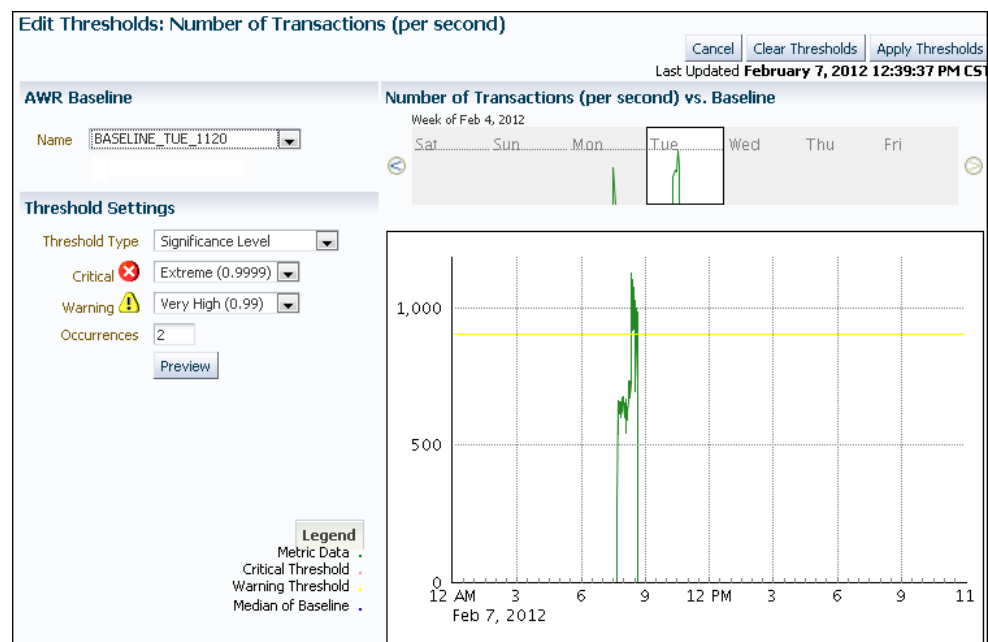 Edit Thresholds: Number of Transactions (per second)
Cancel Clear Thresholds Apply Thresholds
Last Updated February 7, 2012 12:39:37 PM CST
AWR Baseline
Name BASELINE_TUE_1120
Number of Transactions (per second) vs. Baseline
Week of Feb 4, 2012
Sat Sun Mon Tue Wed Thu Fri
Threshold Settings
Threshold Type Significance Level
Critical Extreme (0.9999)
Warning Very High (0.99)
Occurrences 2
Preview
Legend
Metric Data
Critical Threshold
Warning Threshold
Median of Baseline
1,000
500
0
12 AM 3 6 9 12 PM 3 6 9 11
Feb 7, 2012